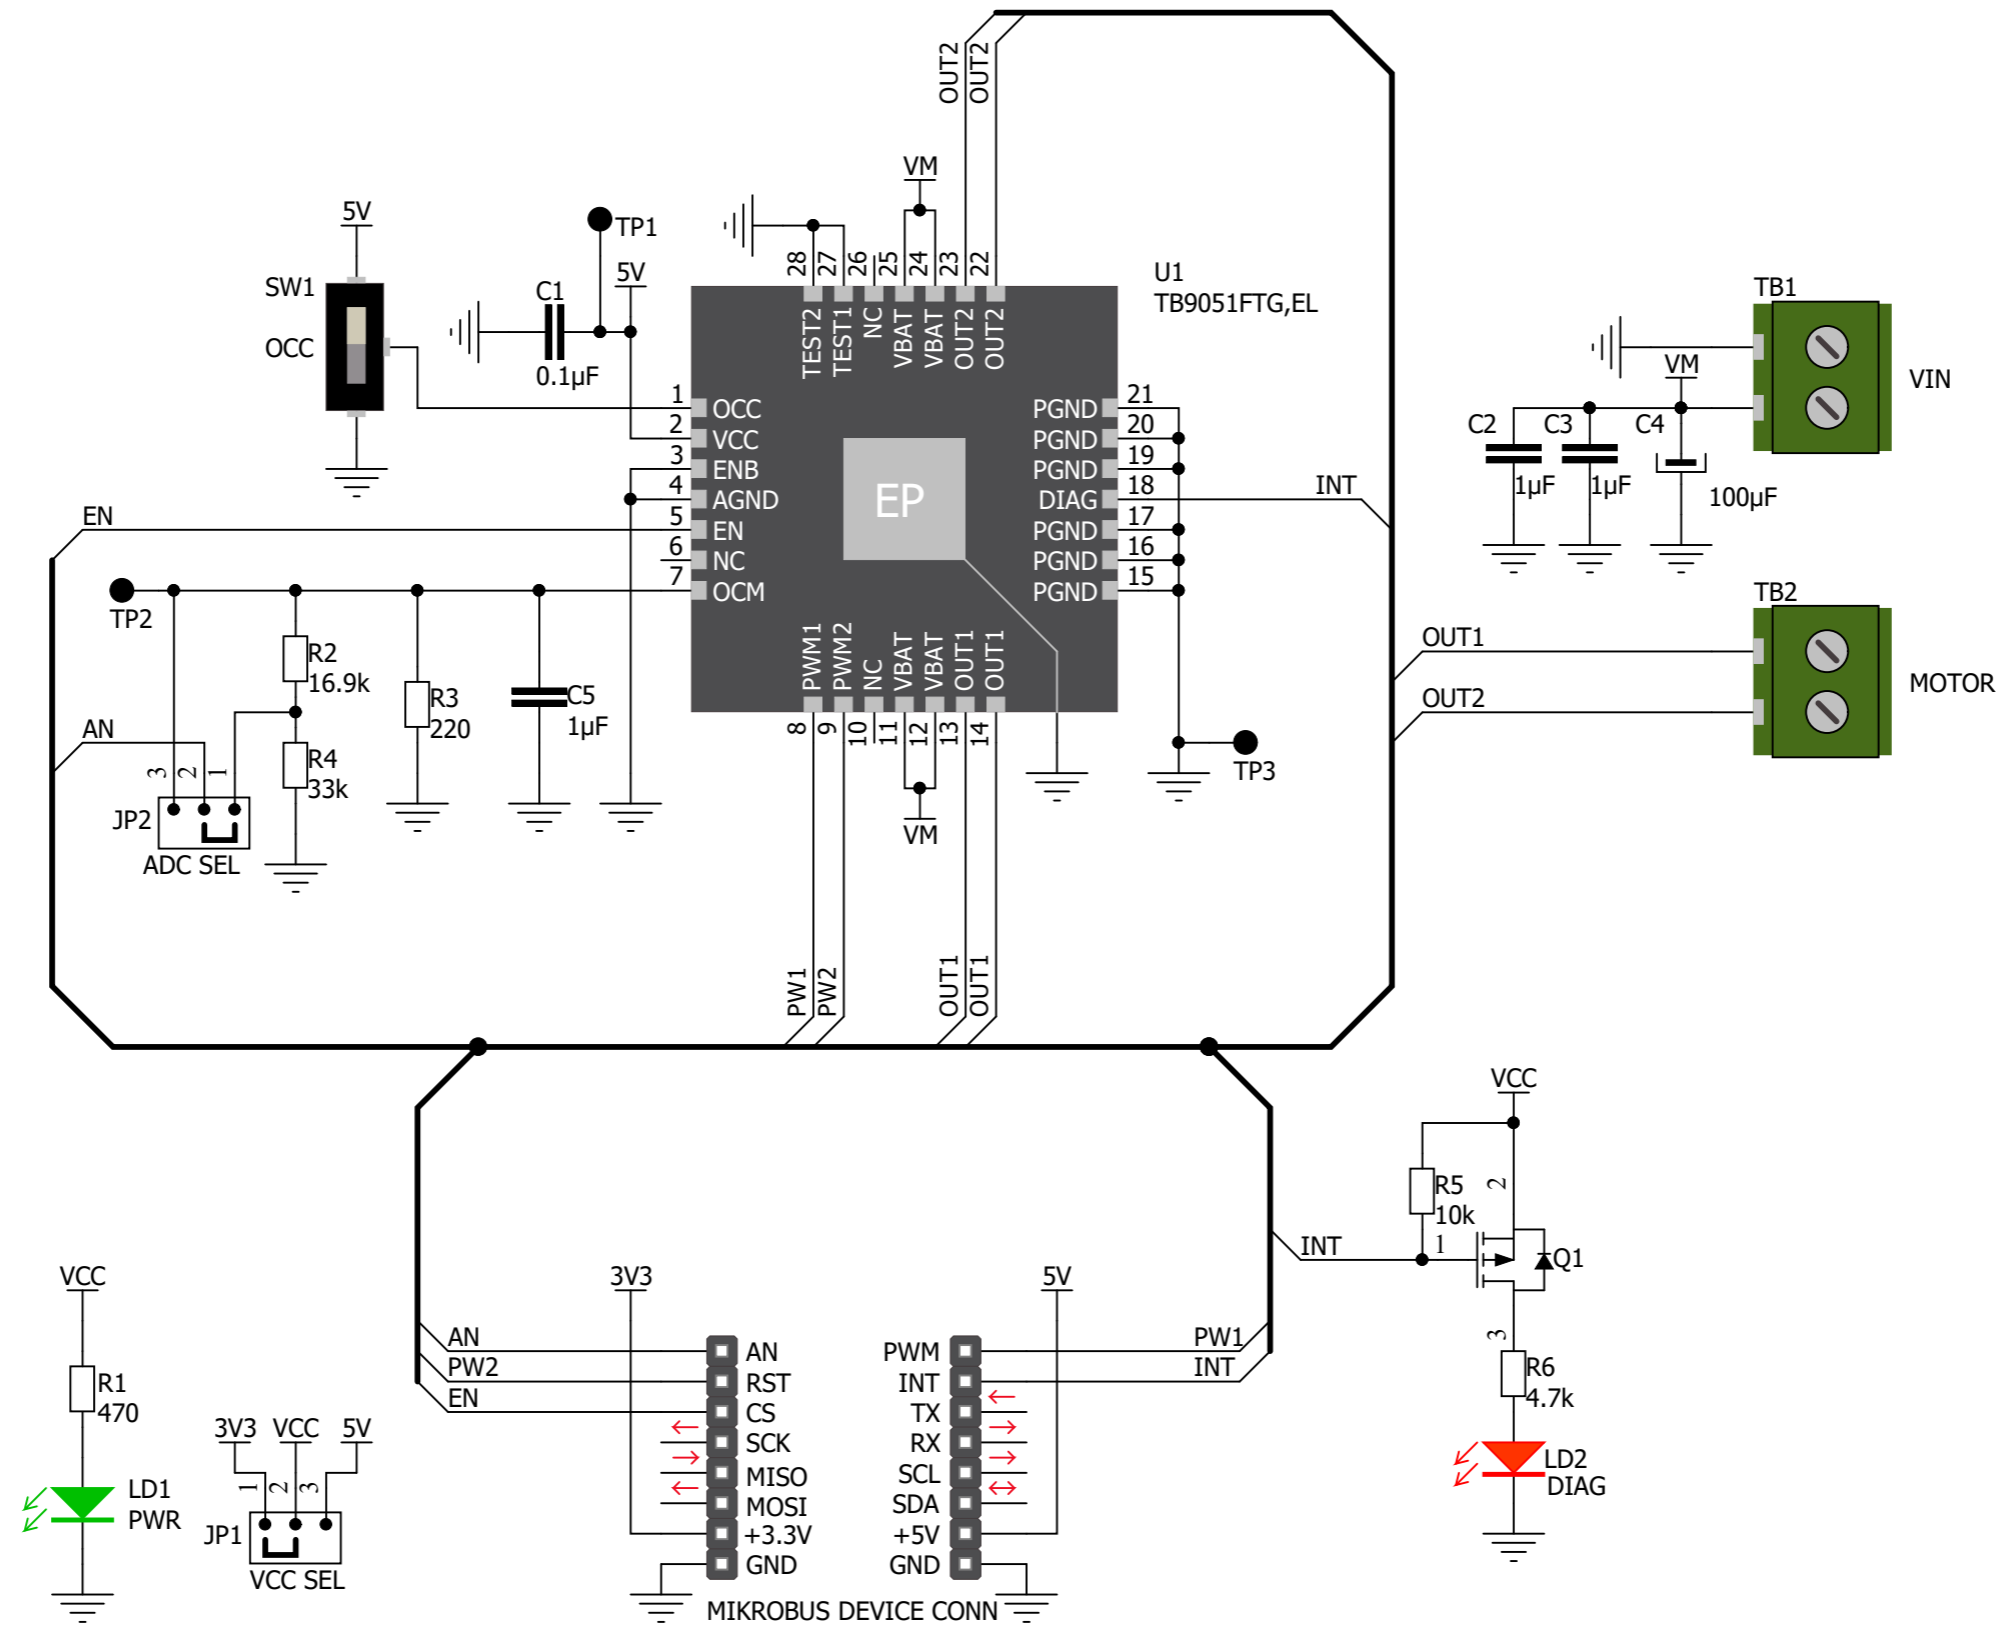 OUT2
OUT2
VM
5V
TP1
SW1
OCC
C1
0.1µF
5V
28
27
26
25
24
23
22
TEST2
TEST1
NC
VBAT
VBAT
OUT2
OUT2
U1
TB9051FTG,EL
TB1
VM
VIN
C2
1µF
C3
1µF
C4
100µF
1 OCC
2 VCC
3 ENB
4 AGND
5 EN
6 NC
7 OCM
EP
PGND 21
PGND 20
PGND 19
DIAG 18
PGND 17
PGND 16
PGND 15
INT
EN
TP2
R2
16.9k
R3
220
C5
1µF
AN
R4
33k
3
2
1
JP2
ADC SEL
PWM1
PWM2
NC
VBAT
VBAT
OUT1
OUT1
8
9
10
11
12
13
14
VM
TP3
TB2
OUT1
OUT2
MOTOR
PW1
PW2
OUT1
OUT1
VCC
R5
10k
2
1
INT
Q1
3
R6
4.7k
LD2
DIAG
VCC
R1
470
LD1
PWR
3V3
VCC
5V
1
2
3
JP1
VCC SEL
3V3
5V
AN
PW2
EN
PW1
INT
AN
RST
CS
SCK
MISO
MOSI
+3.3V
GND
PWM
INT
TX
RX
SCL
SDA
+5V
GND
MIKROBUS DEVICE CONN